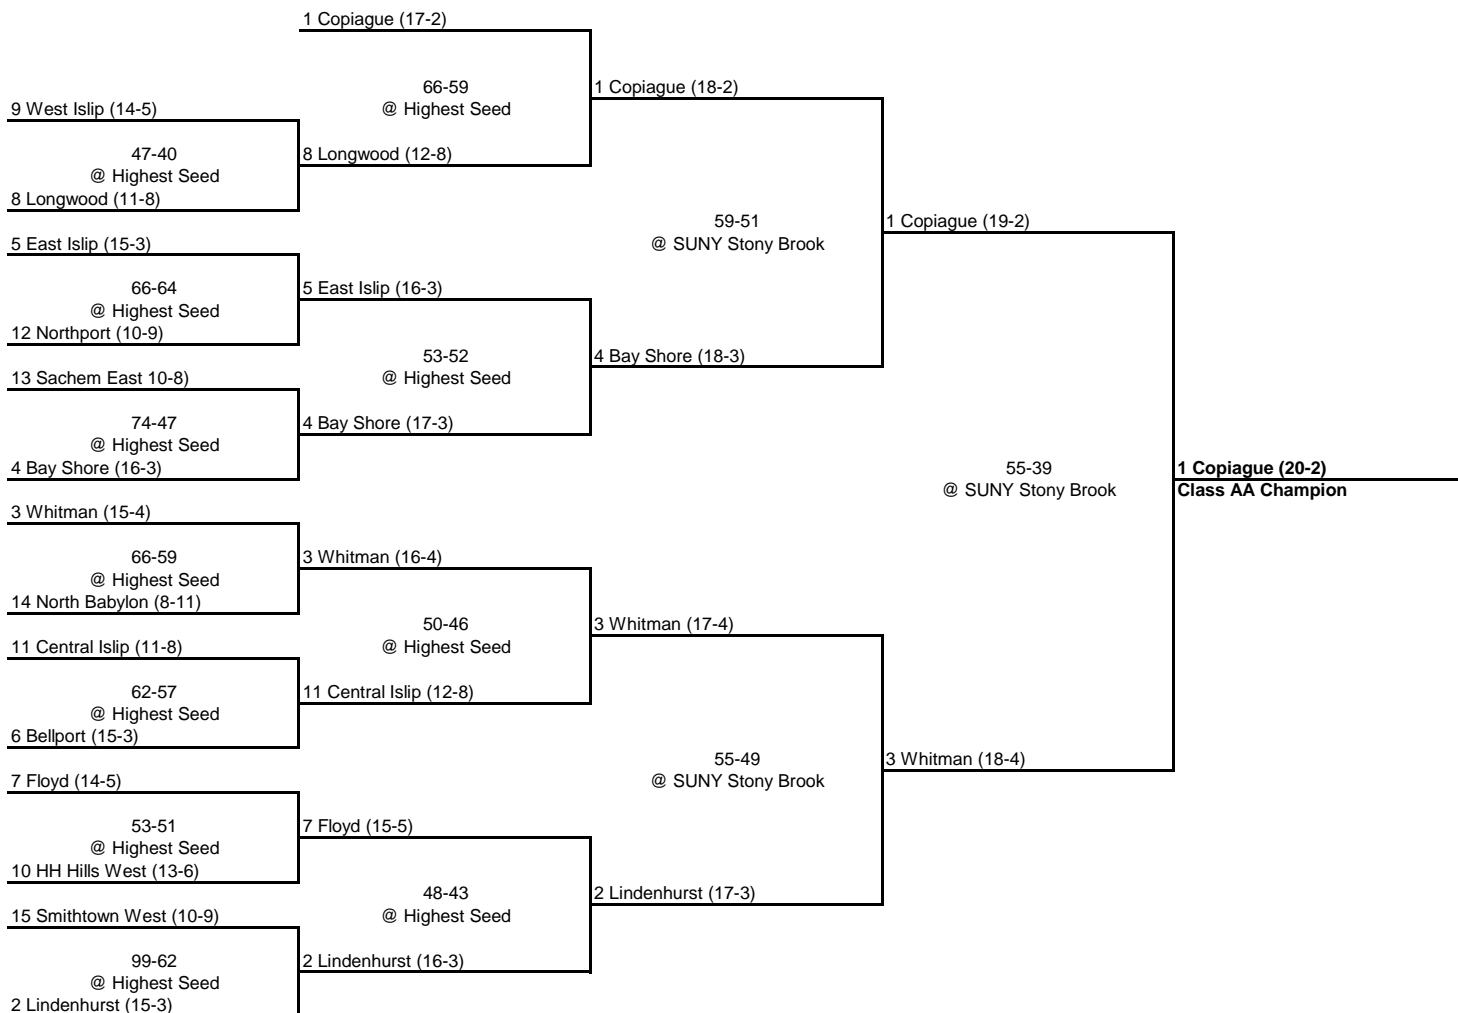 1 Copiague (17-2)
66-59
@ Highest Seed
1 Copiague (18-2)
9 West Islip (14-5)
47-40
@ Highest Seed
8 Longwood (12-8)
8 Longwood (11-8)
59-51
@ SUNY Stony Brook
1 Copiague (19-2)
5 East Islip (15-3)
66-64
@ Highest Seed
5 East Islip (16-3)
12 Northport (10-9)
53-52
@ Highest Seed
4 Bay Shore (18-3)
13 Sachem East 10-8)
74-47
@ Highest Seed
4 Bay Shore (17-3)
4 Bay Shore (16-3)
55-39
@ SUNY Stony Brook
1 Copiague (20-2)
Class AA Champion
3 Whitman (15-4)
66-59
@ Highest Seed
3 Whitman (16-4)
14 North Babylon (8-11)
50-46
@ Highest Seed
3 Whitman (17-4)
11 Central Islip (11-8)
62-57
@ Highest Seed
11 Central Islip (12-8)
6 Bellport (15-3)
55-49
@ SUNY Stony Brook
3 Whitman (18-4)
7 Floyd (14-5)
53-51
@ Highest Seed
7 Floyd (15-5)
10 HH Hills West (13-6)
48-43
@ Highest Seed
2 Lindenhurst (17-3)
15 Smithtown West (10-9)
99-62
@ Highest Seed
2 Lindenhurst (16-3)
2 Lindenhurst (15-3)